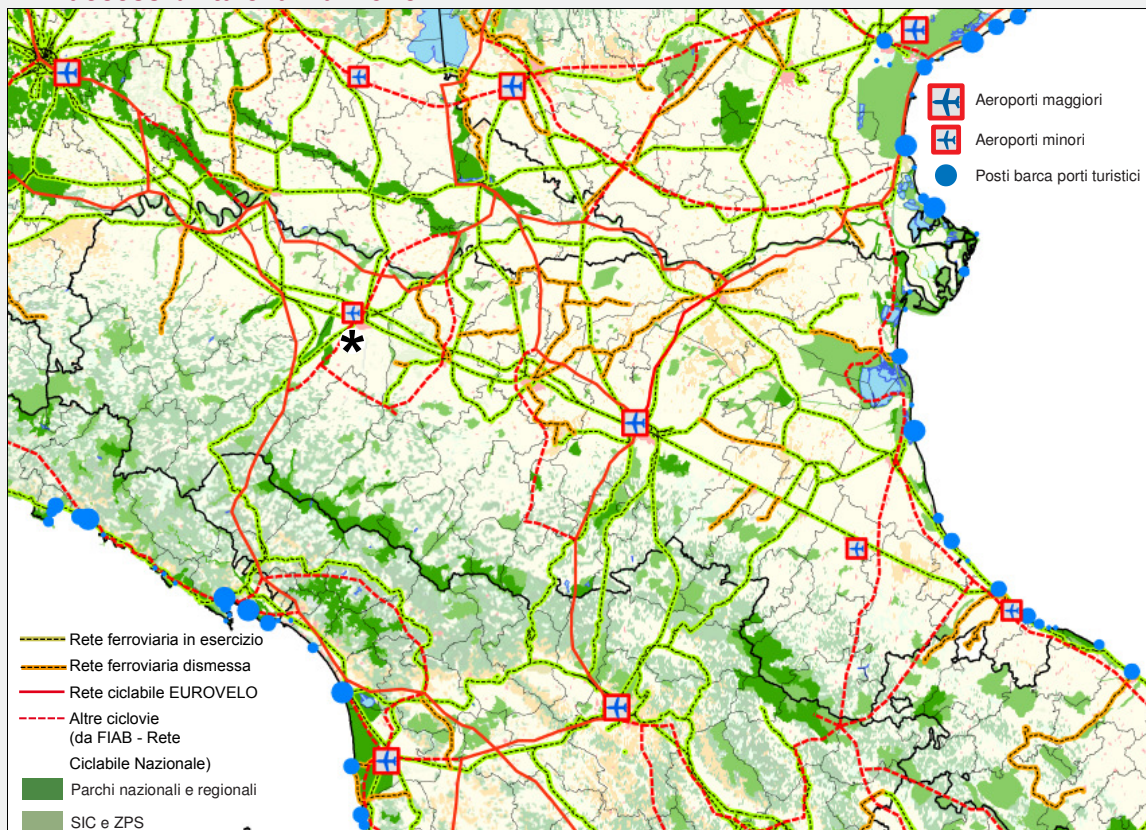 Aeroporti maggiori
Aeroporti minori
Posti barca porti turistici
*
Rete ferroviaria in esercizio
Rete ferroviaria dismessa
Rete ciclabile EUROVELO
Altre ciclovie
(da FIAB - Rete
Ciclabile Nazionale)
Parchi nazionali e regionali
SIC e ZPS